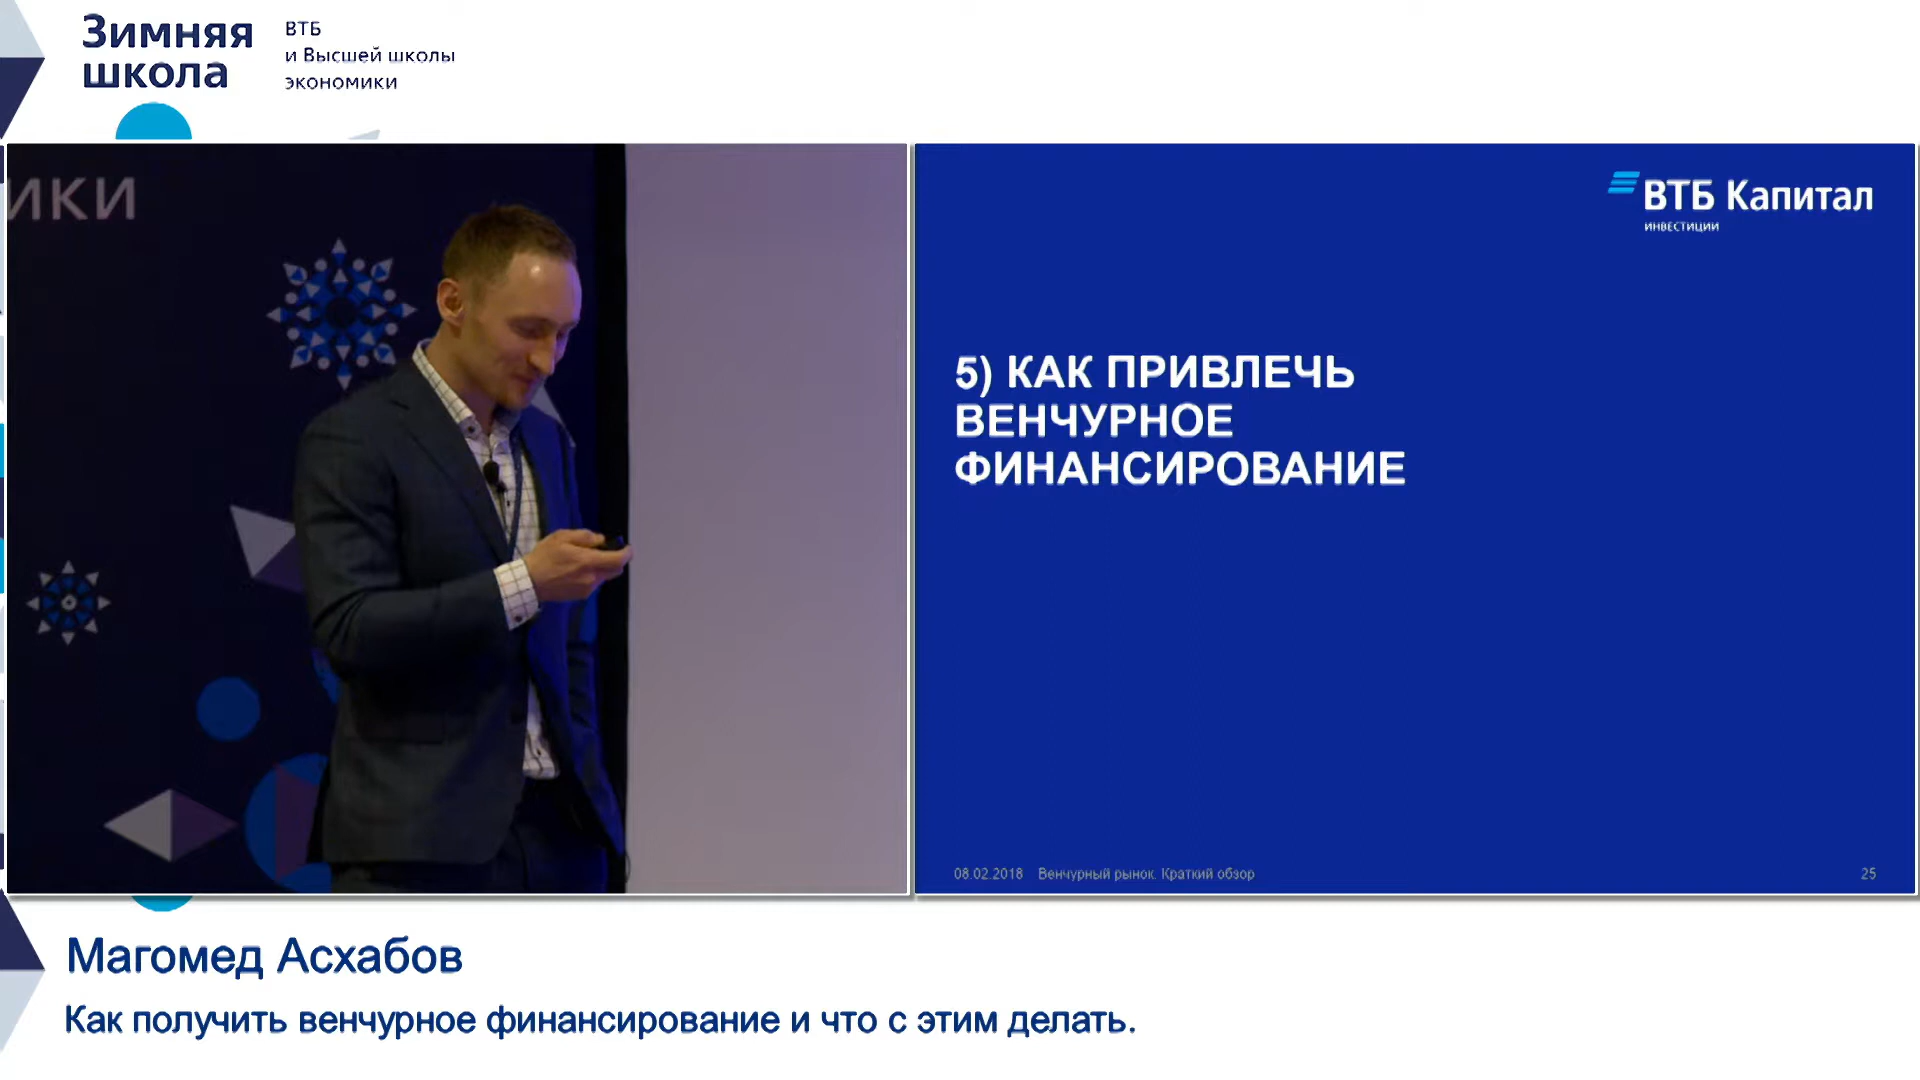 Зимняя
школа
ВТБ
и Высшей школы
экономики
ики
ВТБ Капитал
ИНВЕСТИЦИИ
5) КАК ПРИВЛЕЧЬ
ВЕНЧУРНОЕ
ФИНАНСИРОВАНИЕ
08.02.2018 Венчурный рынок. Краткий обзор
25
Магомед Асхабов
Как получить венчурное финансирование и что с этим делать.